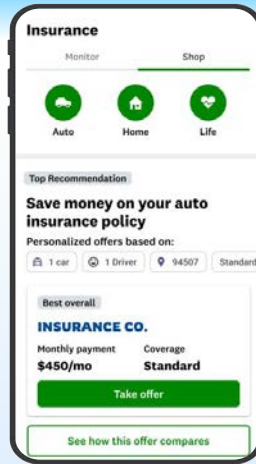 Insurance
Monitor Shop
Auto Home Life
Top Recommendation
Save money on your auto
insurance policy
Personalized offers based on:
1 car 1 Driver 94507 Standard
Best overall
INSURANCE CO.
Monthly payment Coverage
$450/mo Standard
Take offer
See how this offer compares